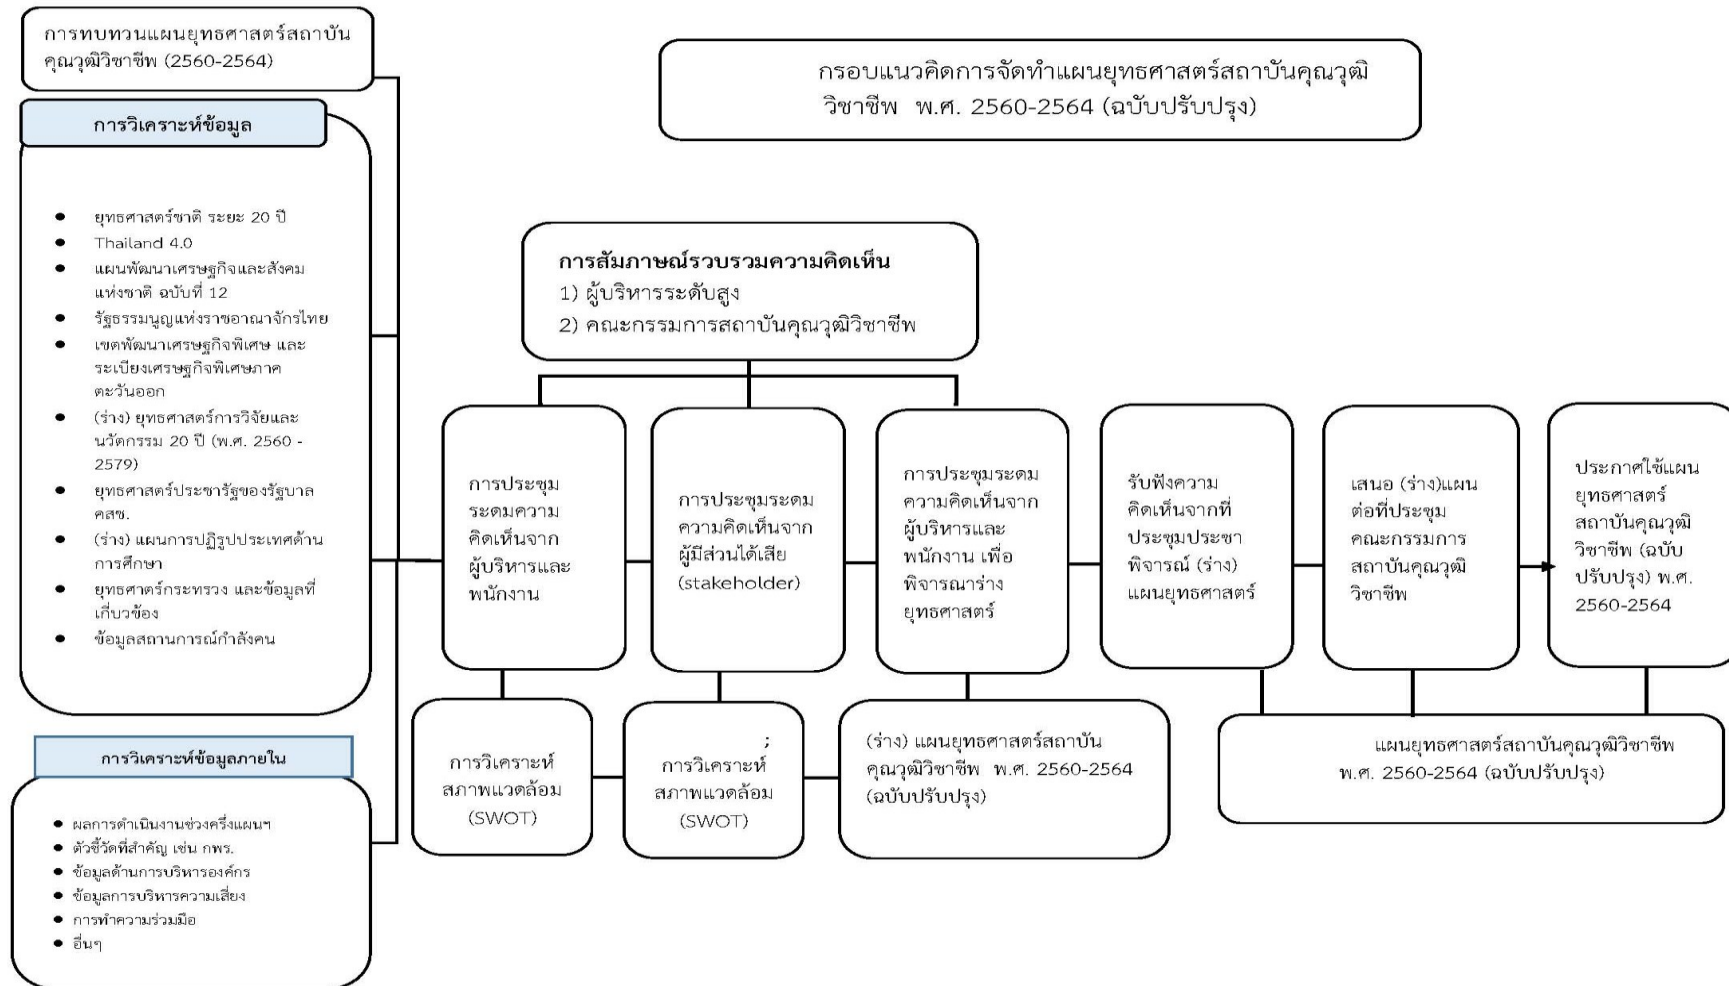 การทบทวนแผนยุทธศาสตร์สถาบัน
คุณวุฒิวิชาชีพ (2560-2564)
กรอบแนวคิดการจัดทำแผนยุทธศาสตร์สถาบันคุณวุฒิ
วิชาชีพ พ.ศ. 2560-2564 (ฉบับปรับปรุง)
การวิเคราะห์ข้อมูล
● ยุทธศาสตร์ชาติ ระยะ 20 ปี
● Thailand 4.0
● แผนพัฒนาเศรษฐกิจและสังคม
แห่งชาติ ฉบับที่ 12
● รัฐธรรมนูญแห่งราชอาณาจักรไทย
● เขตพัฒนาเศรษฐกิจพิเศษ และ
ระเบียงเศรษฐกิจพิเศษภาค
ตะวันออก
● (ร่าง) ยุทธศาสตร์การวิจัยและ
นวัตกรรม 20 ปี (พ.ศ. 2560 -
2579)
● ยุทธศาสตร์ประชารัฐของรัฐบาล
คสช.
● (ร่าง) แผนการปฏิรูปประเทศด้าน
การศึกษา
● ยุทธศาตร์กระทรวง และข้อมูลที่
เกี่บวข้อง
● ข้อมูลสถานการณ์กำลังคน
การวิเคราะห์ข้อมูลภายใน
● ผลการดำเนินงานช่วงครึ่งแผนฯ
● ตัวชี้วัดที่สำคัญ เช่น กพร.
● ข้อมูลด้านการบริหารองค์กร
● ข้อมูลการบริหารความเสี่ยง
● การทำความร่วมมือ
● อื่นๆ
การสัมภาษณ์รวบรวมความคิดเห็น
1) ผู้บริหารระดับสูง
2) คณะกรรมการสถาบันคุณวุฒิวิชาชีพ
การประชุม
ระดมความ
คิดเห็นจาก
ผู้บริหารและ
พนักงาน
การประชุมระดม
ความคิดเห็นจาก
ผู้มีส่วนได้เสีย
(stakeholder)
การประชุมระดม
ความคิดเห็นจาก
ผู้บริหารและ
พนักงาน เพื่อ
พิจารณาร่าง
ยุทธศาสตร์
รับฟังความ
คิดเห็นจากที่
ประชุมประชา
พิจารณ์ (ร่าง)
แผนยุทธศาสตร์
เสนอ (ร่าง)แผน
ต่อที่ประชุม
คณะกรรมการ
สถาบันคุณวุฒิ
วิชาชีพ
ประกาศใช้แผน
ยุทธศาสตร์
สถาบันคุณวุฒิ
วิชาชีพ (ฉบับ
ปรับปรุง) พ.ศ.
2560-2564
การวิเคราะห์
สภาพแวดล้อม
(SWOT)
;
การวิเคราะห์
สภาพแวดล้อม
(SWOT)
(ร่าง) แผนยุทธศาสตร์สถาบัน
คุณวุฒิวิชาชีพ พ.ศ. 2560-2564
(ฉบับปรับปรุง)
แผนยุทธศาสตร์สถาบันคุณวุฒิวิชาชีพ
พ.ศ. 2560-2564 (ฉบับปรับปรุง)